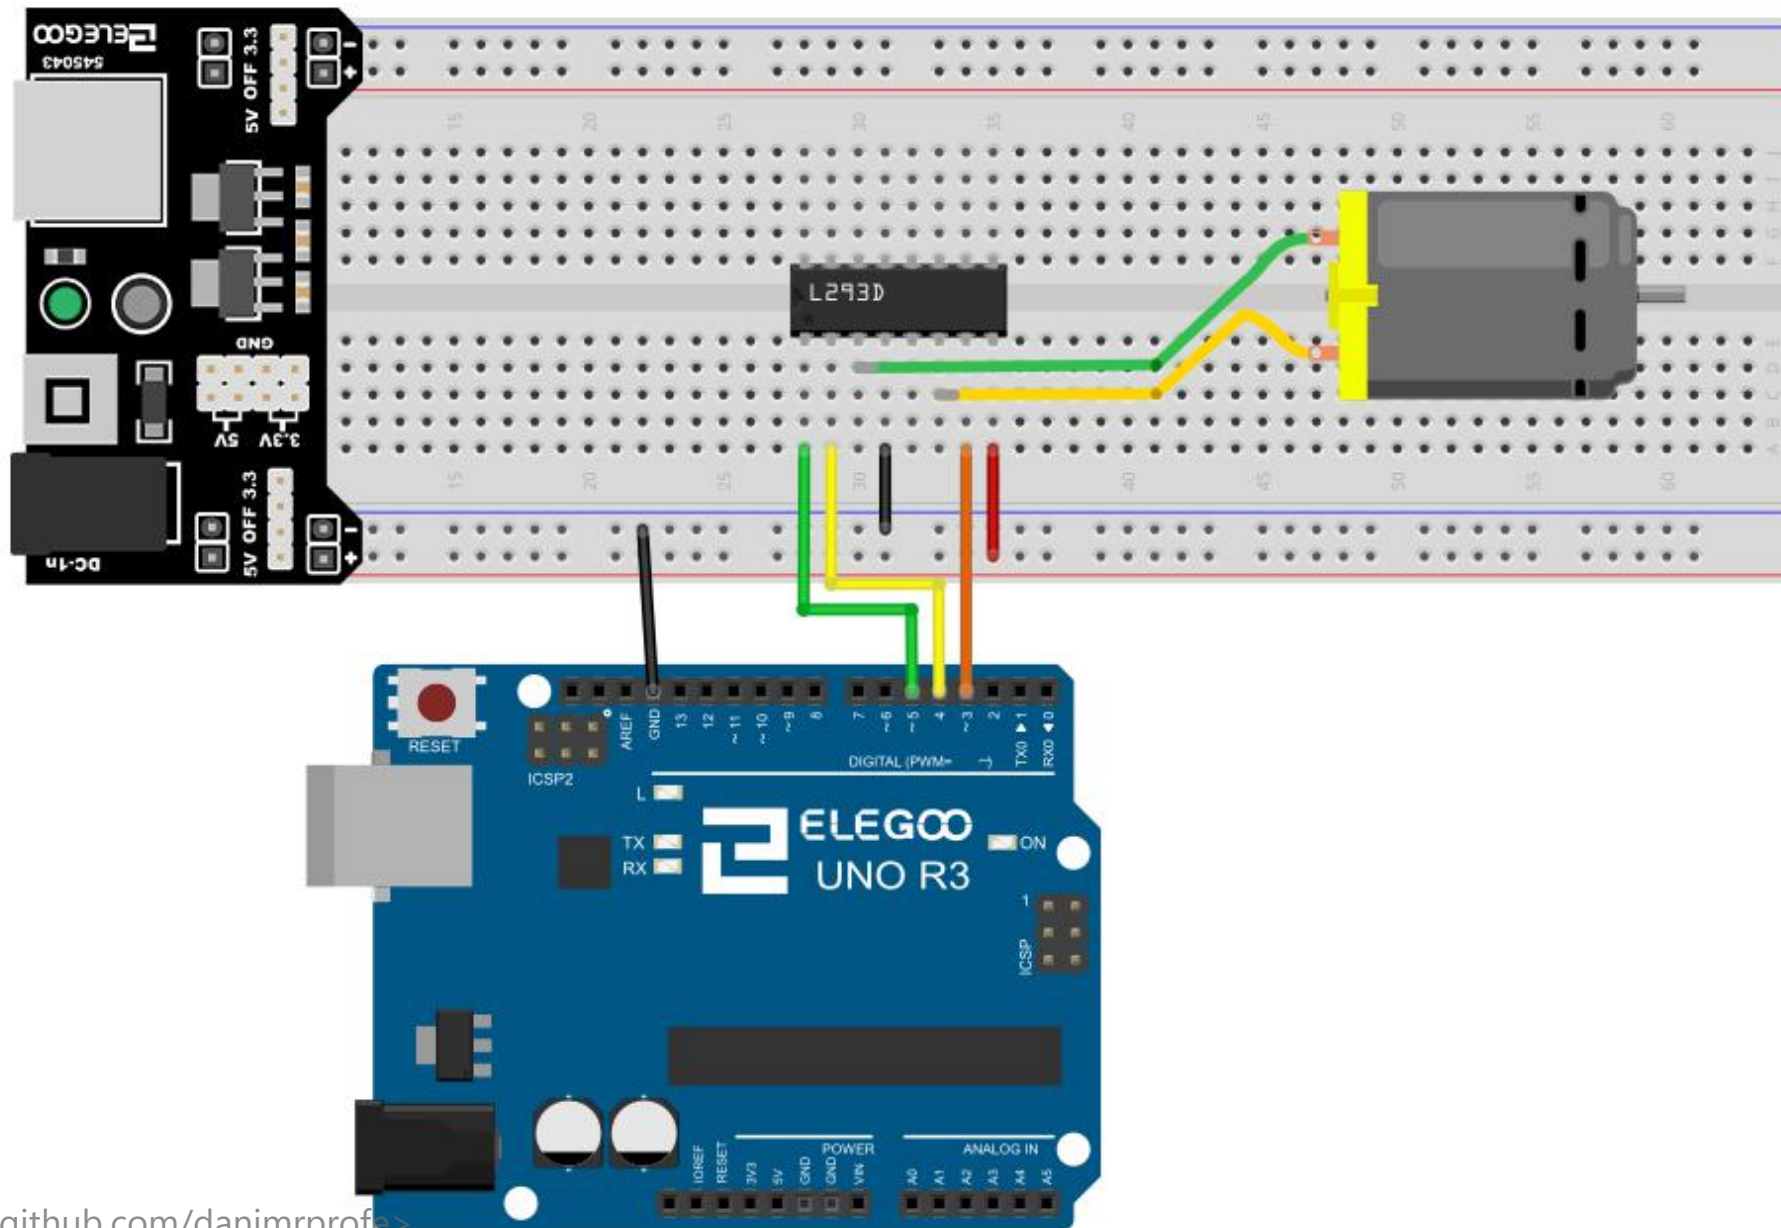 ELEGOO
545043
5V OFF 3.3
-
+
15 20 25 30 35 40 45 50 55 60
J
I
H
G
F
L293D
GND
E
D
C
B
A
5V 3.3V
15 20 25 30 35 40 45 50 55 60
5V OFF 3.3
-
+
DC-1n
RESET
ICSP2
AREF
GND
13
12
~11
~10
~9
8
7
~6
~5
4
~3
2
TX0 ▶ 1
RX0 ◀ 0
DIGITAL (PWM= ~)
L
TX
RX
ELEGOO
UNO R3
ON
1
ICSP
POWER
ANALOG IN
IOREF
RESET
3V3
5V
GND
GND
VIN
A0
A1
A2
A3
A4
A5
github.com/danimrprofe>